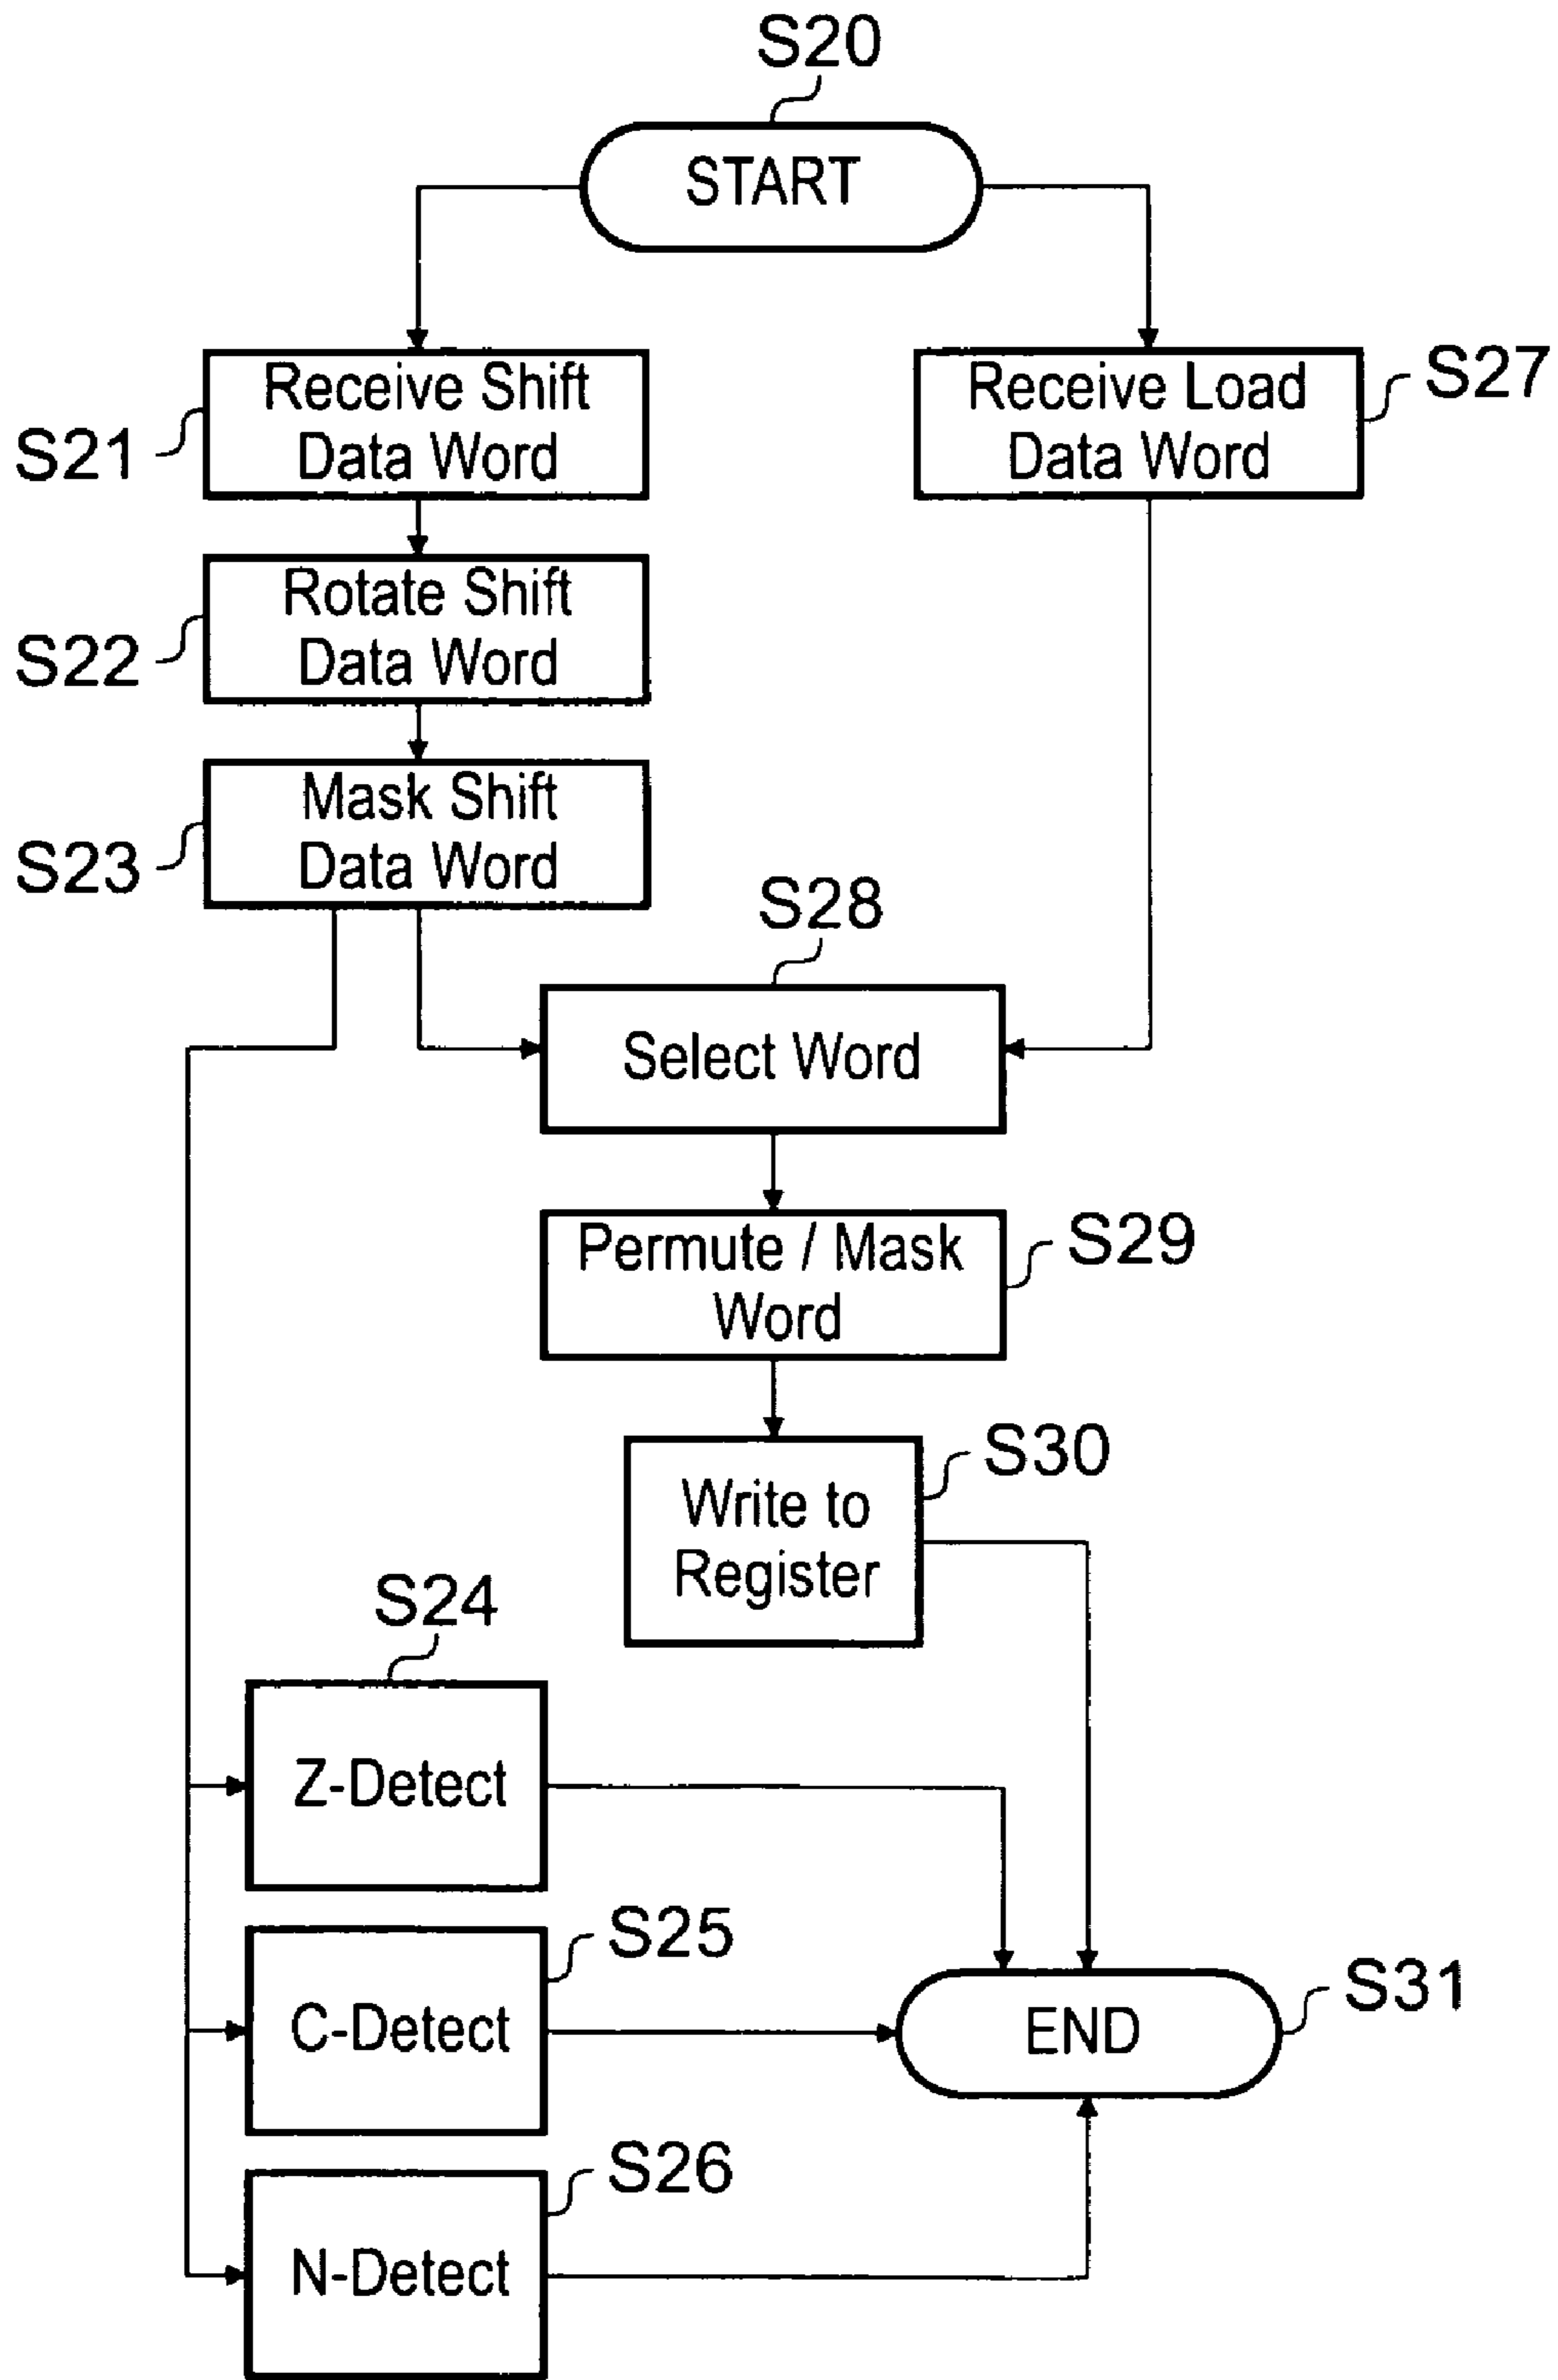 S20
START
Receive Shift
Data Word
S21
Receive Load
Data Word
S27
Rotate Shift
Data Word
S22
Mask Shift
Data Word
S23
S28
Select Word
Permute / Mask
Word
S29
Write to
Register
S30
S24
Z-Detect
S25
C-Detect
END
S31
S26
N-Detect